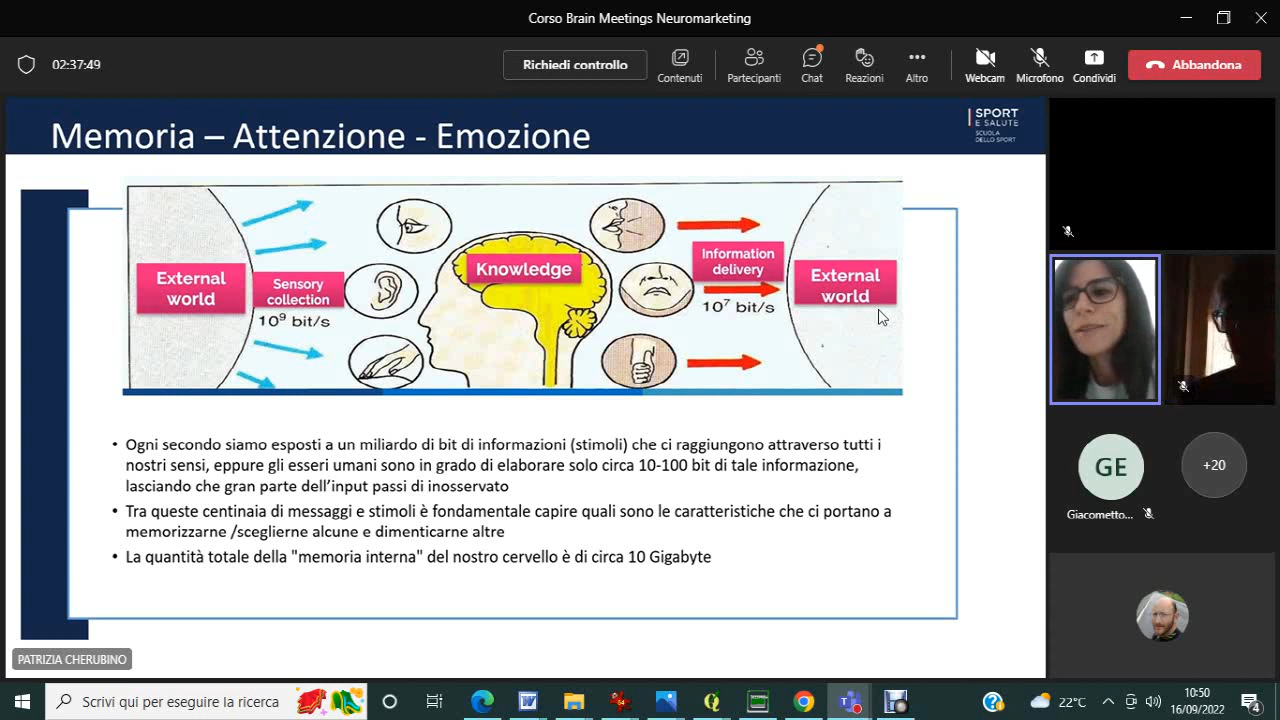 Corso Brain Meetings Neuromarketing
02:37:49
Richiedi controllo
Contenuti
Partecipanti
Chat
Reazioni
Altro
Webcam
Microfono
Condividi
Abbandona
Memoria – Attenzione - Emozione
SPORT
E SALUTE
SCUOLA
DELLO SPORT
External
world
Sensory
collection
10⁹ bit/s
Knowledge
Information
delivery
10⁷ bit/s
External
world
• Ogni secondo siamo esposti a un miliardo di bit di informazioni (stimoli) che ci raggiungono attraverso tutti i
nostri sensi, eppure gli esseri umani sono in grado di elaborare solo circa 10-100 bit di tale informazione,
lasciando che gran parte dell'input passi di inosservato
• Tra queste centinaia di messaggi e stimoli è fondamentale capire quali sono le caratteristiche che ci portano a
memorizzarne /sceglierne alcune e dimenticarne altre
• La quantità totale della "memoria interna" del nostro cervello è di circa 10 Gigabyte
PATRIZIA CHERUBINO
GE
+20
Giacometto...
Scrivi qui per eseguire la ricerca
22°C
10:50
16/09/2022
4